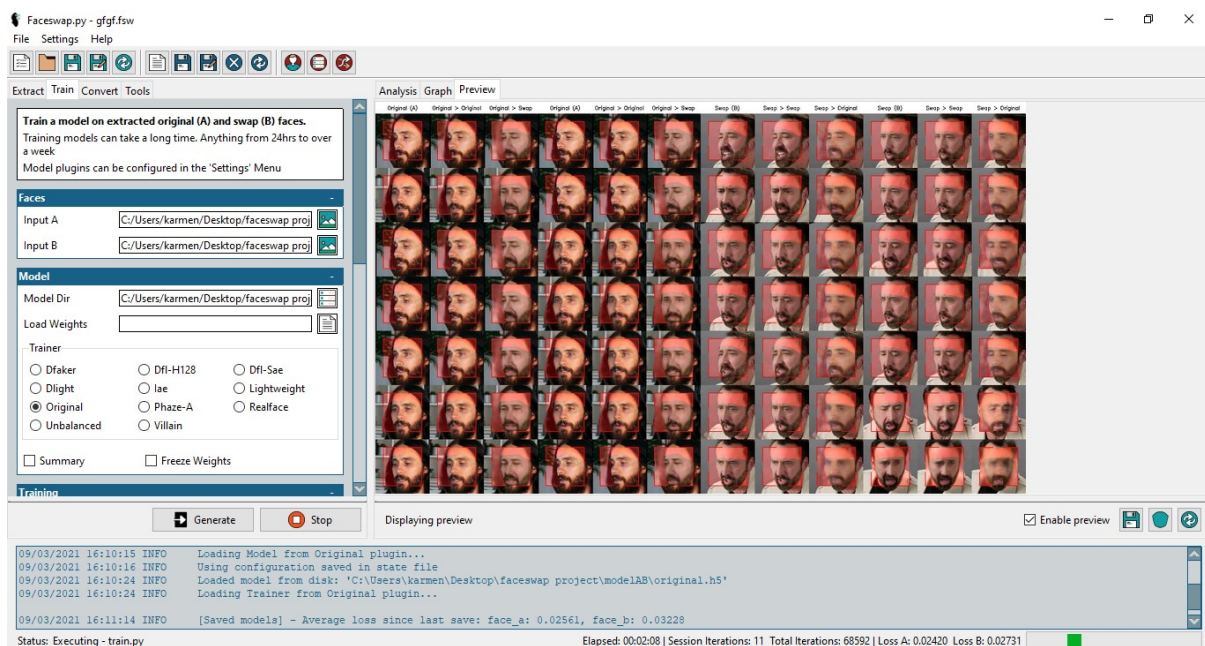 Faceswap.py - gfgf.fsw
File Settings Help
Extract Train Convert Tools
Train a model on extracted original (A) and swap (B) faces.
Training models can take a long time. Anything from 24hrs to over
a week
Model plugins can be configured in the 'Settings' Menu
Faces -
Input A C:/Users/karmen/Desktop/faceswap proj
Input B C:/Users/karmen/Desktop/faceswap proj
Model -
Model Dir C:/Users/karmen/Desktop/faceswap proj
Load Weights
Trainer
Dfaker Dfl-H128 Dfl-Sae
Dlight Iae Lightweight
Original Phaze-A Realface
Unbalanced Villain
Summary Freeze Weights
Training -
Generate Stop
Analysis Graph Preview
Original (A) Original > Original Original > Swap Original (A) Original > Original Original > Swap Swap (B) Swap > Swap Swap > Original Swap (B) Swap > Swap Swap > Original
Displaying preview Enable preview
09/03/2021 16:10:15 INFO Loading Model from Original plugin...
09/03/2021 16:10:16 INFO Using configuration saved in state file
09/03/2021 16:10:24 INFO Loaded model from disk: 'C:\Users\karmen\Desktop\faceswap project\modelAB\original.h5'
09/03/2021 16:10:24 INFO Loading Trainer from Original plugin...
09/03/2021 16:11:14 INFO [Saved models] - Average loss since last save: face_a: 0.02561, face_b: 0.03228
Status: Executing - train.py Elapsed: 00:02:08 | Session Iterations: 11 Total Iterations: 68592 | Loss A: 0.02420 Loss B: 0.02731